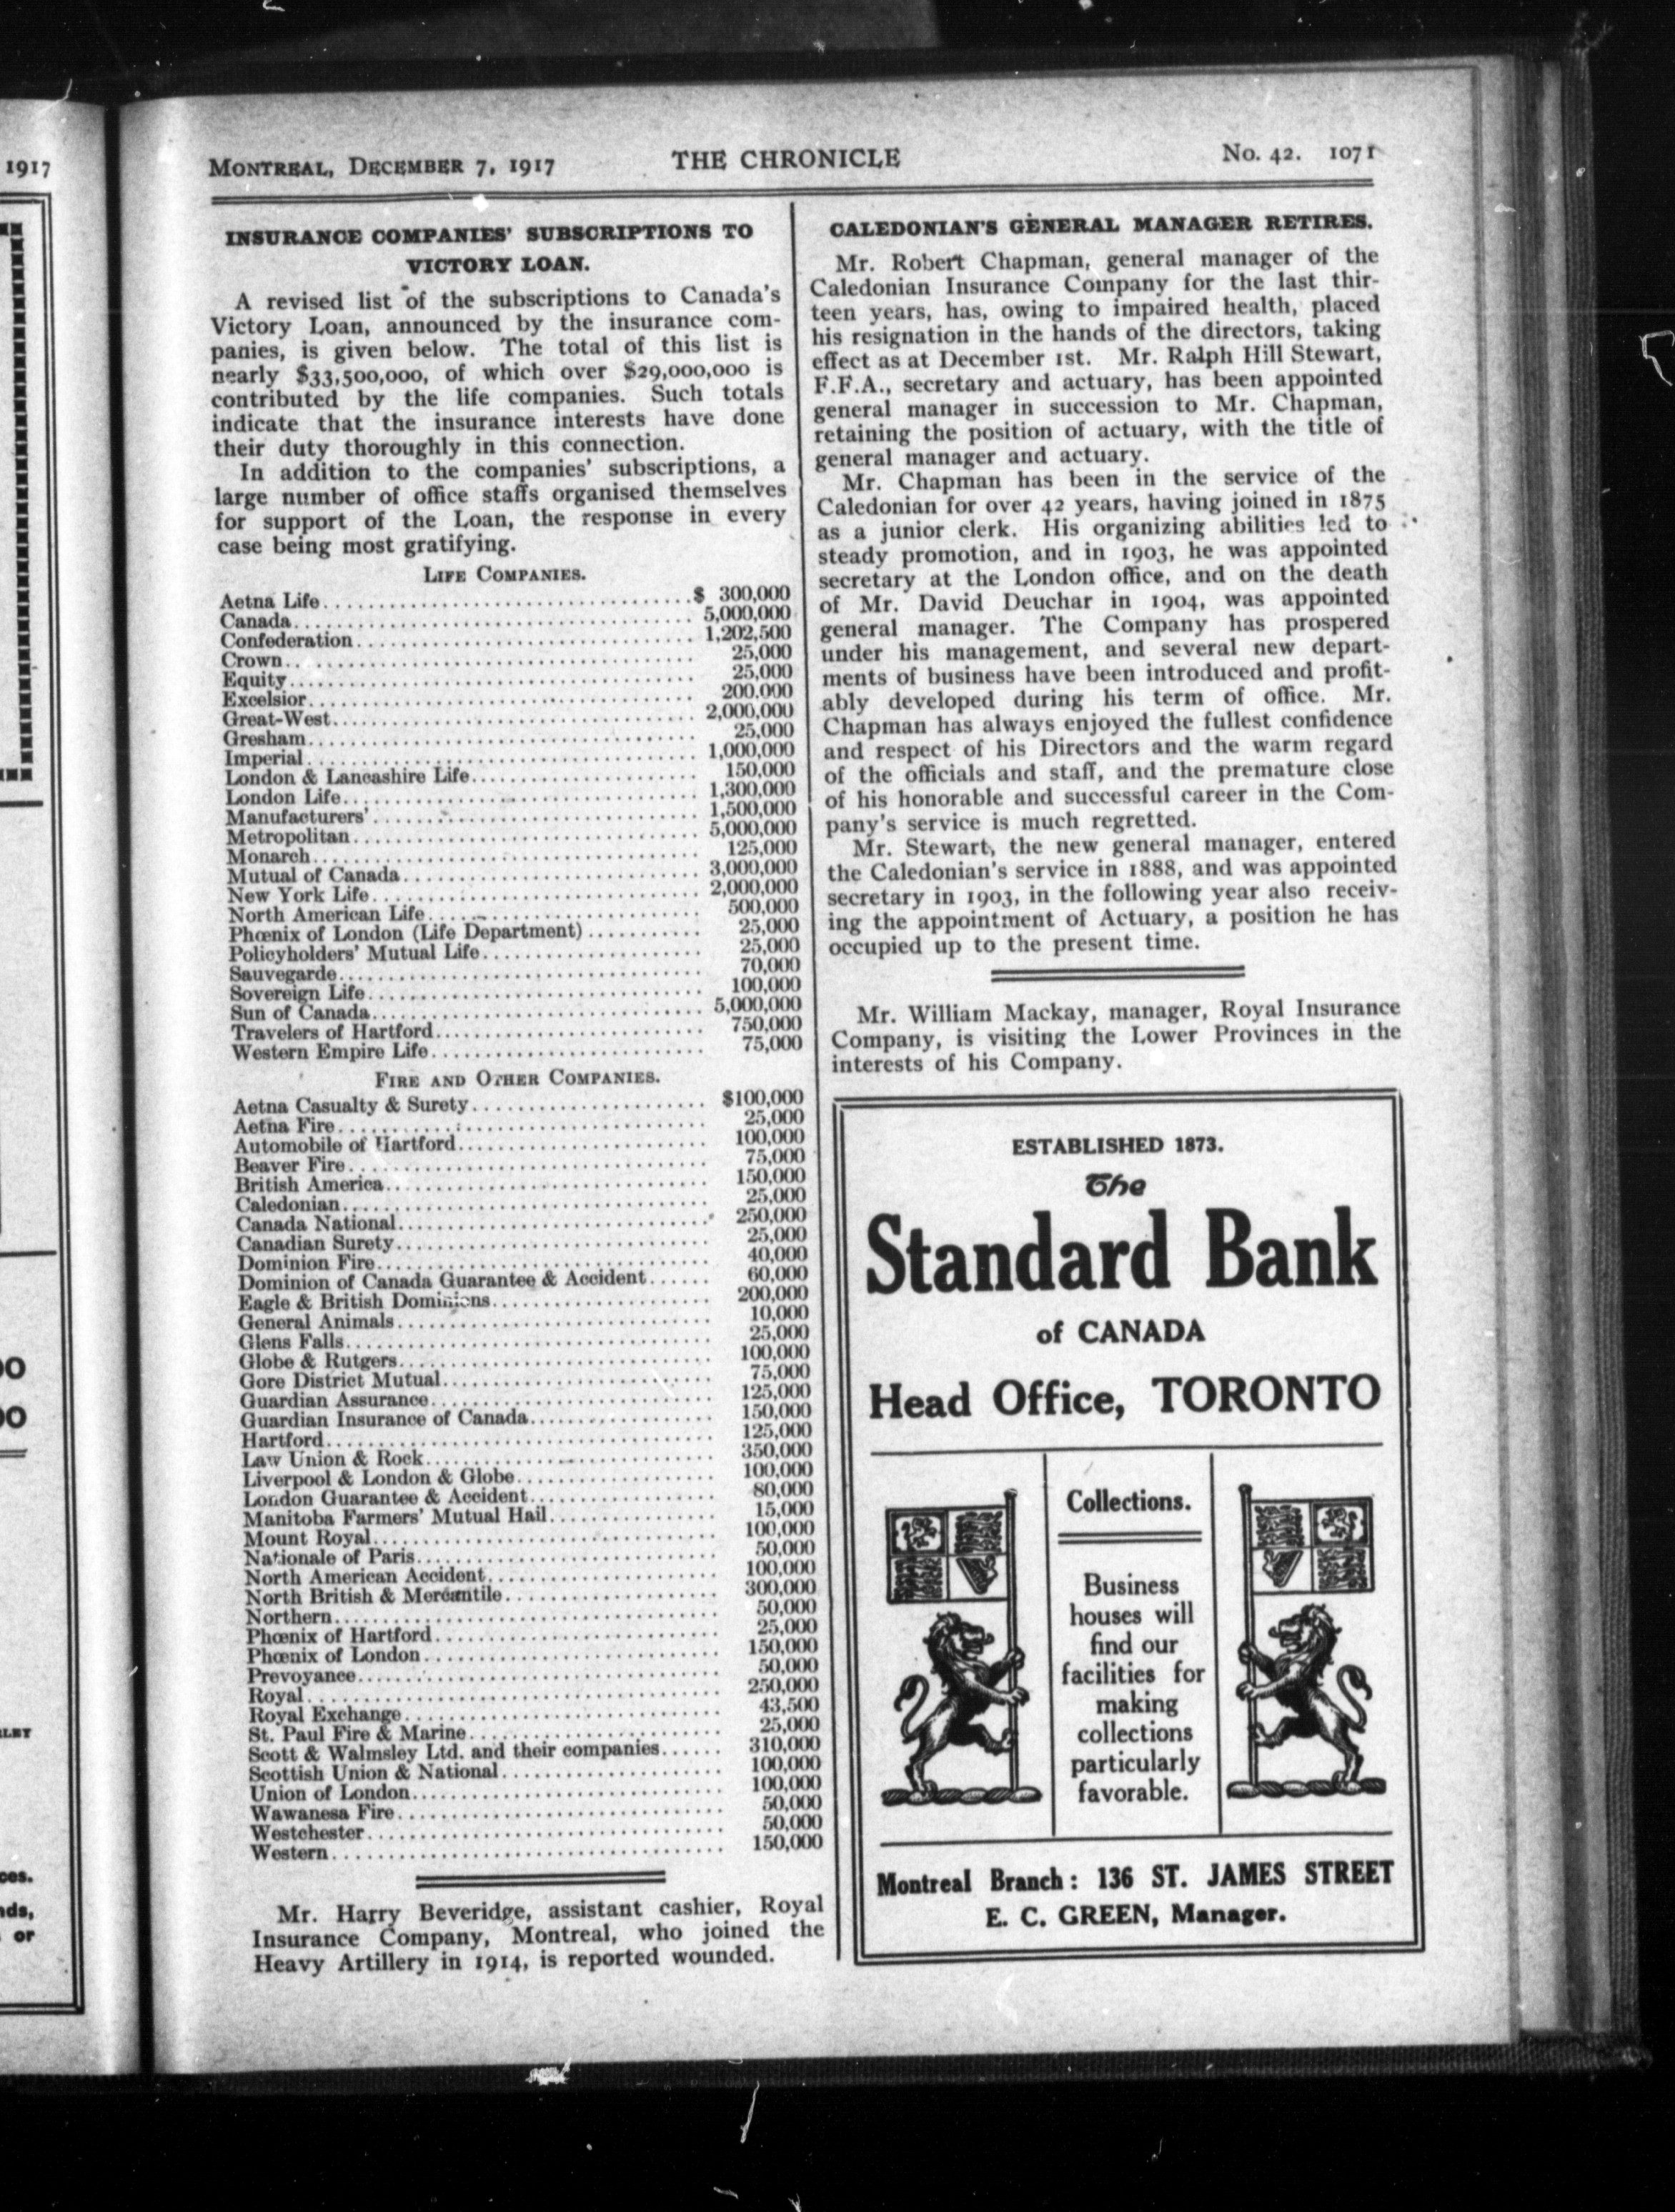 1917
MONTREAL, DECEMBER 7, 1917
THE CHRONICLE
No. 42. 1071
INSURANCE COMPANIES' SUBSCRIPTIONS TO
VICTORY LOAN.
A revised list of the subscriptions to Canada's
Victory Loan, announced by the insurance com-
panies, is given below. The total of this list is
nearly $33,500,000, of which over $29,000,000 is
contributed by the life companies. Such totals
indicate that the insurance interests have done
their duty thoroughly in this connection.
In addition to the companies' subscriptions, a
large number of office staffs organised themselves
for support of the Loan, the response in every
case being most gratifying.
LIFE COMPANIES.
Aetna Life.......... $ 300,000
Canada.......... 5,000,000
Confederation.......... 1,202,500
Crown.......... 25,000
Equity.......... 25,000
Excelsior.......... 200,000
Great-West.......... 2,000,000
Gresham.......... 25,000
Imperial.......... 1,000,000
London & Lancashire Life.......... 150,000
London Life.......... 1,300,000
Manufacturers'.......... 1,500,000
Metropolitan.......... 5,000,000
Monarch.......... 125,000
Mutual of Canada.......... 3,000,000
New York Life.......... 2,000,000
North American Life.......... 500,000
Phœnix of London (Life Department).......... 25,000
Policyholders' Mutual Life.......... 25,000
Sauvegarde.......... 70,000
Sovereign Life.......... 100,000
Sun of Canada.......... 5,000,000
Travelers of Hartford.......... 750,000
Western Empire Life.......... 75,000
FIRE AND OTHER COMPANIES.
Aetna Casualty & Surety.......... $100,000
Aetna Fire.......... 25,000
Automobile of Hartford.......... 100,000
Beaver Fire.......... 75,000
British America.......... 150,000
Caledonian.......... 25,000
Canada National.......... 250,000
Canadian Surety.......... 25,000
Dominion Fire.......... 40,000
Dominion of Canada Guarantee & Accident.......... 60,000
Eagle & British Dominions.......... 200,000
General Animals.......... 10,000
Glens Falls.......... 25,000
Globe & Rutgers.......... 100,000
Gore District Mutual.......... 75,000
Guardian Assurance.......... 125,000
Guardian Insurance of Canada.......... 150,000
Hartford.......... 125,000
Law Union & Rock.......... 350,000
Liverpool & London & Globe.......... 100,000
London Guarantee & Accident.......... 80,000
Manitoba Farmers' Mutual Hail.......... 15,000
Mount Royal.......... 100,000
Nationale of Paris.......... 50,000
North American Accident.......... 100,000
North British & Mercantile.......... 300,000
Northern.......... 50,000
Phœnix of Hartford.......... 25,000
Phœnix of London.......... 150,000
Prevoyance.......... 50,000
Royal.......... 250,000
Royal Exchange.......... 43,500
St. Paul Fire & Marine.......... 25,000
Scott & Walmsley Ltd. and their companies.......... 310,000
Scottish Union & National.......... 100,000
Union of London.......... 100,000
Wawanesa Fire.......... 50,000
Westchester.......... 50,000
Western.......... 150,000
Mr. Harry Beveridge, assistant cashier, Royal
Insurance Company, Montreal, who joined the
Heavy Artillery in 1914, is reported wounded.
CALEDONIAN'S GENERAL MANAGER RETIRES.
Mr. Robert Chapman, general manager of the
Caledonian Insurance Company for the last thir-
teen years, has, owing to impaired health, placed
his resignation in the hands of the directors, taking
effect as at December 1st. Mr. Ralph Hill Stewart,
F.F.A., secretary and actuary, has been appointed
general manager in succession to Mr. Chapman,
retaining the position of actuary, with the title of
general manager and actuary.
Mr. Chapman has been in the service of the
Caledonian for over 42 years, having joined in 1875
as a junior clerk. His organizing abilities led to
steady promotion, and in 1903, he was appointed
secretary at the London office, and on the death
of Mr. David Deuchar in 1904, was appointed
general manager. The Company has prospered
under his management, and several new depart-
ments of business have been introduced and profit-
ably developed during his term of office. Mr.
Chapman has always enjoyed the fullest confidence
and respect of his Directors and the warm regard
of the officials and staff, and the premature close
of his honorable and successful career in the Com-
pany's service is much regretted.
Mr. Stewart, the new general manager, entered
the Caledonian's service in 1888, and was appointed
secretary in 1903, in the following year also receiv-
ing the appointment of Actuary, a position he has
occupied up to the present time.
Mr. William Mackay, manager, Royal Insurance
Company, is visiting the Lower Provinces in the
interests of his Company.
ESTABLISHED 1873.
The
Standard Bank
of CANADA
Head Office, TORONTO
Collections.
Business
houses will
find our
facilities for
making
collections
particularly
favorable.
Montreal Branch: 136 ST. JAMES STREET
E. C. GREEN, Manager.